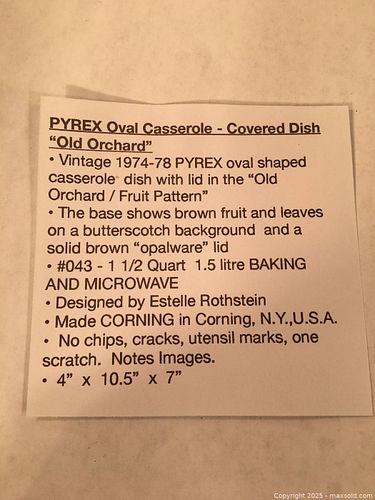 PYREX Oval Casserole - Covered Dish
“Old Orchard”
• Vintage 1974-78 PYREX oval shaped
casserole dish with lid in the “Old
Orchard / Fruit Pattern”
• The base shows brown fruit and leaves
on a butterscotch background and a
solid brown “opalware” lid
• #043 - 1 1/2 Quart 1.5 litre BAKING
AND MICROWAVE
• Designed by Estelle Rothstein
• Made CORNING in Corning, N.Y.,U.S.A.
• No chips, cracks, utensil marks, one
scratch. Notes Images.
• 4” x 10.5” x 7”
Copyright 2025 - maxsold.com